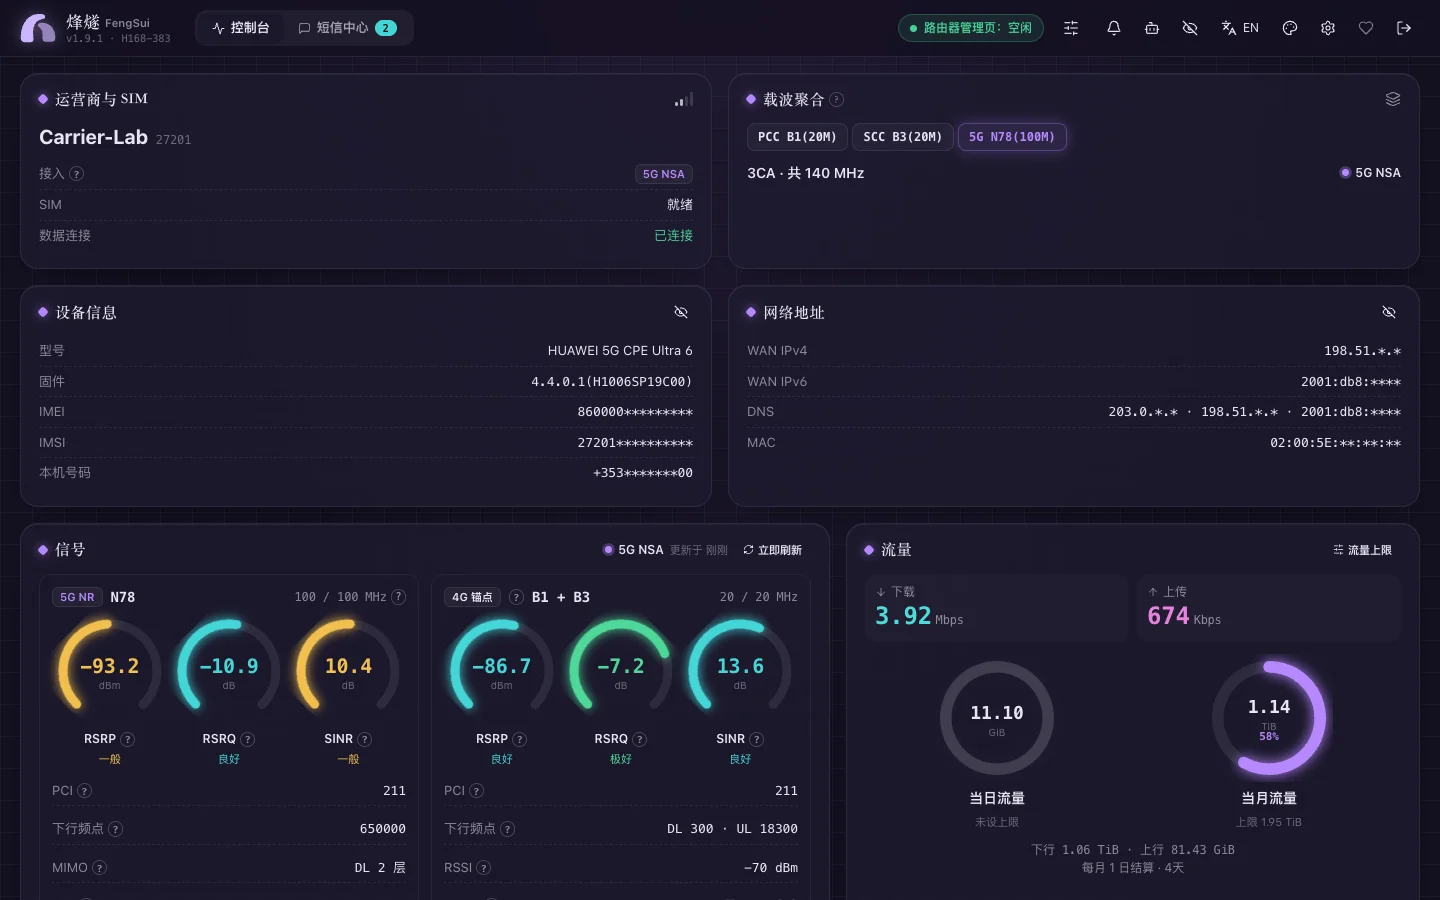 烽燧 FengSui
v1.9.1 · H168-383
控制台
短信中心 2
路由器管理页：空闲
EN
运营商与 SIM
Carrier-Lab 27201
接入 ?
5G NSA
SIM
就绪
数据连接
已连接
载波聚合 ?
PCC B1(20M)
SCC B3(20M)
5G N78(100M)
3CA · 共 140 MHz
5G NSA
设备信息
型号
HUAWEI 5G CPE Ultra 6
固件
4.4.0.1(H1006SP19C00)
IMEI
860000*********
IMSI
27201**********
本机号码
+353*******00
网络地址
WAN IPv4
198.51.*.*
WAN IPv6
2001:db8:****
DNS
203.0.*.* · 198.51.*.* · 2001:db8:****
MAC
02:00:5E:**:**:**
信号
5G NSA 更新于 刚刚
立即刷新
5G NR N78
100 / 100 MHz ?
-93.2
dBm
RSRP ?
一般
-10.9
dB
RSRQ ?
良好
10.4
dB
SINR ?
一般
PCI ?
211
下行频点 ?
650000
MIMO ?
DL 2 层
4G 锚点 ? B1 + B3
20 / 20 MHz
-86.7
dBm
RSRP ?
良好
-7.2
dB
RSRQ ?
极好
13.6
dB
SINR ?
良好
PCI ?
211
下行频点 ?
DL 300 · UL 18300
RSSI ?
-70 dBm
流量
流量上限
↓ 下载
3.92 Mbps
↑ 上传
674 Kbps
11.10
GiB
当日流量
未设上限
1.14
TiB
58%
当月流量
上限 1.95 TiB
下行 1.06 TiB · 上行 81.43 GiB
每月 1 日结算 · 4天